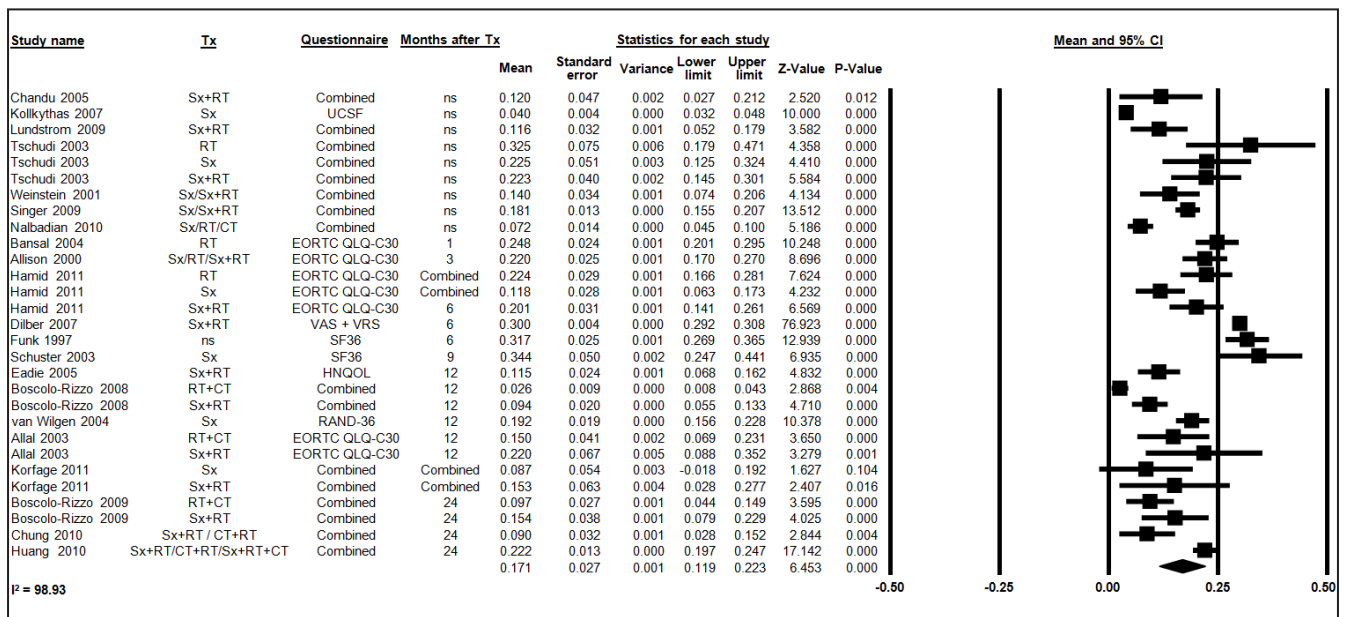 Study name Tx Questionnaire Months after Tx Statistics for each study Mean and 95% CI
Mean Standard error Variance Lower limit Upper limit Z-Value P-Value
Chandu 2005 Sx+RT Combined ns 0.120 0.047 0.002 0.027 0.212 2.520 0.012
Kollkythas 2007 Sx UCSF ns 0.040 0.004 0.000 0.032 0.048 10.000 0.000
Lundstrom 2009 Sx+RT Combined ns 0.116 0.032 0.001 0.052 0.179 3.582 0.000
Tschudi 2003 RT Combined ns 0.325 0.075 0.006 0.179 0.471 4.358 0.000
Tschudi 2003 Sx Combined ns 0.225 0.051 0.003 0.125 0.324 4.410 0.000
Tschudi 2003 Sx+RT Combined ns 0.223 0.040 0.002 0.145 0.301 5.584 0.000
Weinstein 2001 Sx/Sx+RT Combined ns 0.140 0.034 0.001 0.074 0.206 4.134 0.000
Singer 2009 Sx/Sx+RT Combined ns 0.181 0.013 0.000 0.155 0.207 13.512 0.000
Nalbadian 2010 Sx/RT/CT Combined ns 0.072 0.014 0.000 0.045 0.100 5.186 0.000
Bansal 2004 RT EORTC QLQ-C30 1 0.248 0.024 0.001 0.201 0.295 10.248 0.000
Allison 2000 Sx/RT/Sx+RT EORTC QLQ-C30 3 0.220 0.025 0.001 0.170 0.270 8.696 0.000
Hamid 2011 RT EORTC QLQ-C30 Combined 0.224 0.029 0.001 0.166 0.281 7.624 0.000
Hamid 2011 Sx EORTC QLQ-C30 Combined 0.118 0.028 0.001 0.063 0.173 4.232 0.000
Hamid 2011 Sx+RT EORTC QLQ-C30 6 0.201 0.031 0.001 0.141 0.261 6.569 0.000
Dilber 2007 Sx+RT VAS + VRS 6 0.300 0.004 0.000 0.292 0.308 76.923 0.000
Funk 1997 ns SF36 6 0.317 0.025 0.001 0.269 0.365 12.939 0.000
Schuster 2003 Sx SF36 9 0.344 0.050 0.002 0.247 0.441 6.935 0.000
Eadie 2005 Sx+RT HNQOL 12 0.115 0.024 0.001 0.068 0.162 4.832 0.000
Boscolo-Rizzo 2008 RT+CT Combined 12 0.026 0.009 0.000 0.008 0.043 2.868 0.004
Boscolo-Rizzo 2008 Sx+RT Combined 12 0.094 0.020 0.000 0.055 0.133 4.710 0.000
van Wilgen 2004 Sx RAND-36 12 0.192 0.019 0.000 0.156 0.228 10.378 0.000
Allal 2003 RT+CT EORTC QLQ-C30 12 0.150 0.041 0.002 0.069 0.231 3.650 0.000
Allal 2003 Sx+RT EORTC QLQ-C30 12 0.220 0.067 0.005 0.088 0.352 3.279 0.001
Korfage 2011 Sx Combined Combined 0.087 0.054 0.003 -0.018 0.192 1.627 0.104
Korfage 2011 Sx+RT Combined Combined 0.153 0.063 0.004 0.028 0.277 2.407 0.016
Boscolo-Rizzo 2009 RT+CT Combined 24 0.097 0.027 0.001 0.044 0.149 3.595 0.000
Boscolo-Rizzo 2009 Sx+RT Combined 24 0.154 0.038 0.001 0.079 0.229 4.025 0.000
Chung 2010 Sx+RT / CT+RT Combined 24 0.090 0.032 0.001 0.028 0.152 2.844 0.004
Huang 2010 Sx+RT/CT+RT/Sx+RT+CT Combined 24 0.222 0.013 0.000 0.197 0.247 17.142 0.000
0.171 0.027 0.001 0.119 0.223 6.453 0.000
I² = 98.93 -0.50 -0.25 0.00 0.25 0.50